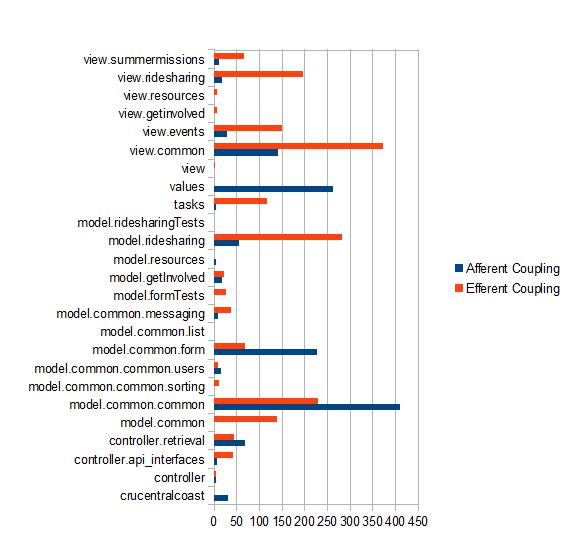 view.summermissions
view.ridesharing
view.resources
view.getinvolved
view.events
view.common
view
values
tasks
model.ridesharingTests
model.ridesharing
model.resources
model.getInvolved
model.formTests
model.common.messaging
model.common.list
model.common.form
model.common.common.users
model.common.common.sorting
model.common.common
model.common
controller.retrieval
controller.api_interfaces
controller
crucentralcoast
0 50 100 150 200 250 300 350 400 450
Afferent Coupling
Efferent Coupling